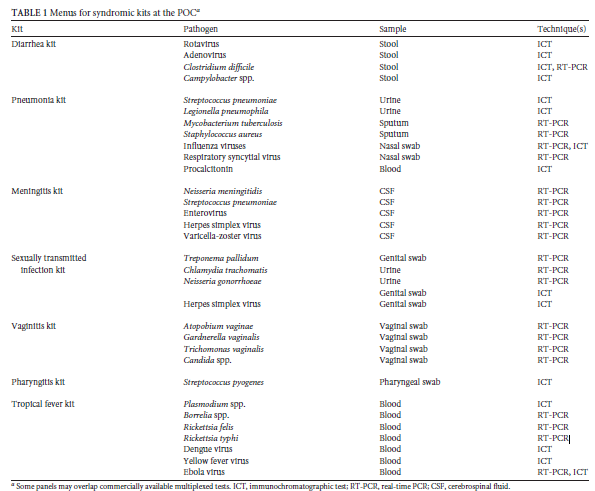 TABLE 1 Menus for syndromic kits at the POCa
Kit Pathogen Sample Technique(s)
Diarrhea kit Rotavirus Stool ICT
Adenovirus Stool ICT
Clostridium difficile Stool ICT, RT-PCR
Campylobacter spp. Stool ICT
Pneumonia kit Streptococcus pneumoniae Urine ICT
Legionella pneumophila Urine ICT
Mycobacterium tuberculosis Sputum RT-PCR
Staphylococcus aureus Sputum RT-PCR
Influenza viruses Nasal swab RT-PCR, ICT
Respiratory syncytial virus Nasal swab RT-PCR
Procalcitonin Blood ICT
Meningitis kit Neisseria meningitidis CSF RT-PCR
Streptococcus pneumoniae CSF RT-PCR
Enterovirus CSF RT-PCR
Herpes simplex virus CSF RT-PCR
Varicella-zoster virus CSF RT-PCR
Sexually transmitted Treponema pallidum Genital swab RT-PCR
infection kit Chlamydia trachomatis Urine RT-PCR
Neisseria gonorrhoeae Urine RT-PCR
Genital swab ICT
Herpes simplex virus Genital swab ICT
Vaginitis kit Atopobium vaginae Vaginal swab RT-PCR
Gardnerella vaginalis Vaginal swab RT-PCR
Trichomonas vaginalis Vaginal swab RT-PCR
Candida spp. Vaginal swab RT-PCR
Pharyngitis kit Streptococcus pyogenes Pharyngeal swab ICT
Tropical fever kit Plasmodium spp. Blood ICT
Borrelia spp. Blood RT-PCR
Rickettsia felis Blood RT-PCR
Rickettsia typhi Blood RT-PCR
Dengue virus Blood ICT
Yellow fever virus Blood ICT
Ebola virus Blood RT-PCR, ICT
a Some panels may overlap commercially available multiplexed tests. ICT, immunochromatographic test; RT-PCR, real-time PCR; CSF, cerebrospinal fluid.